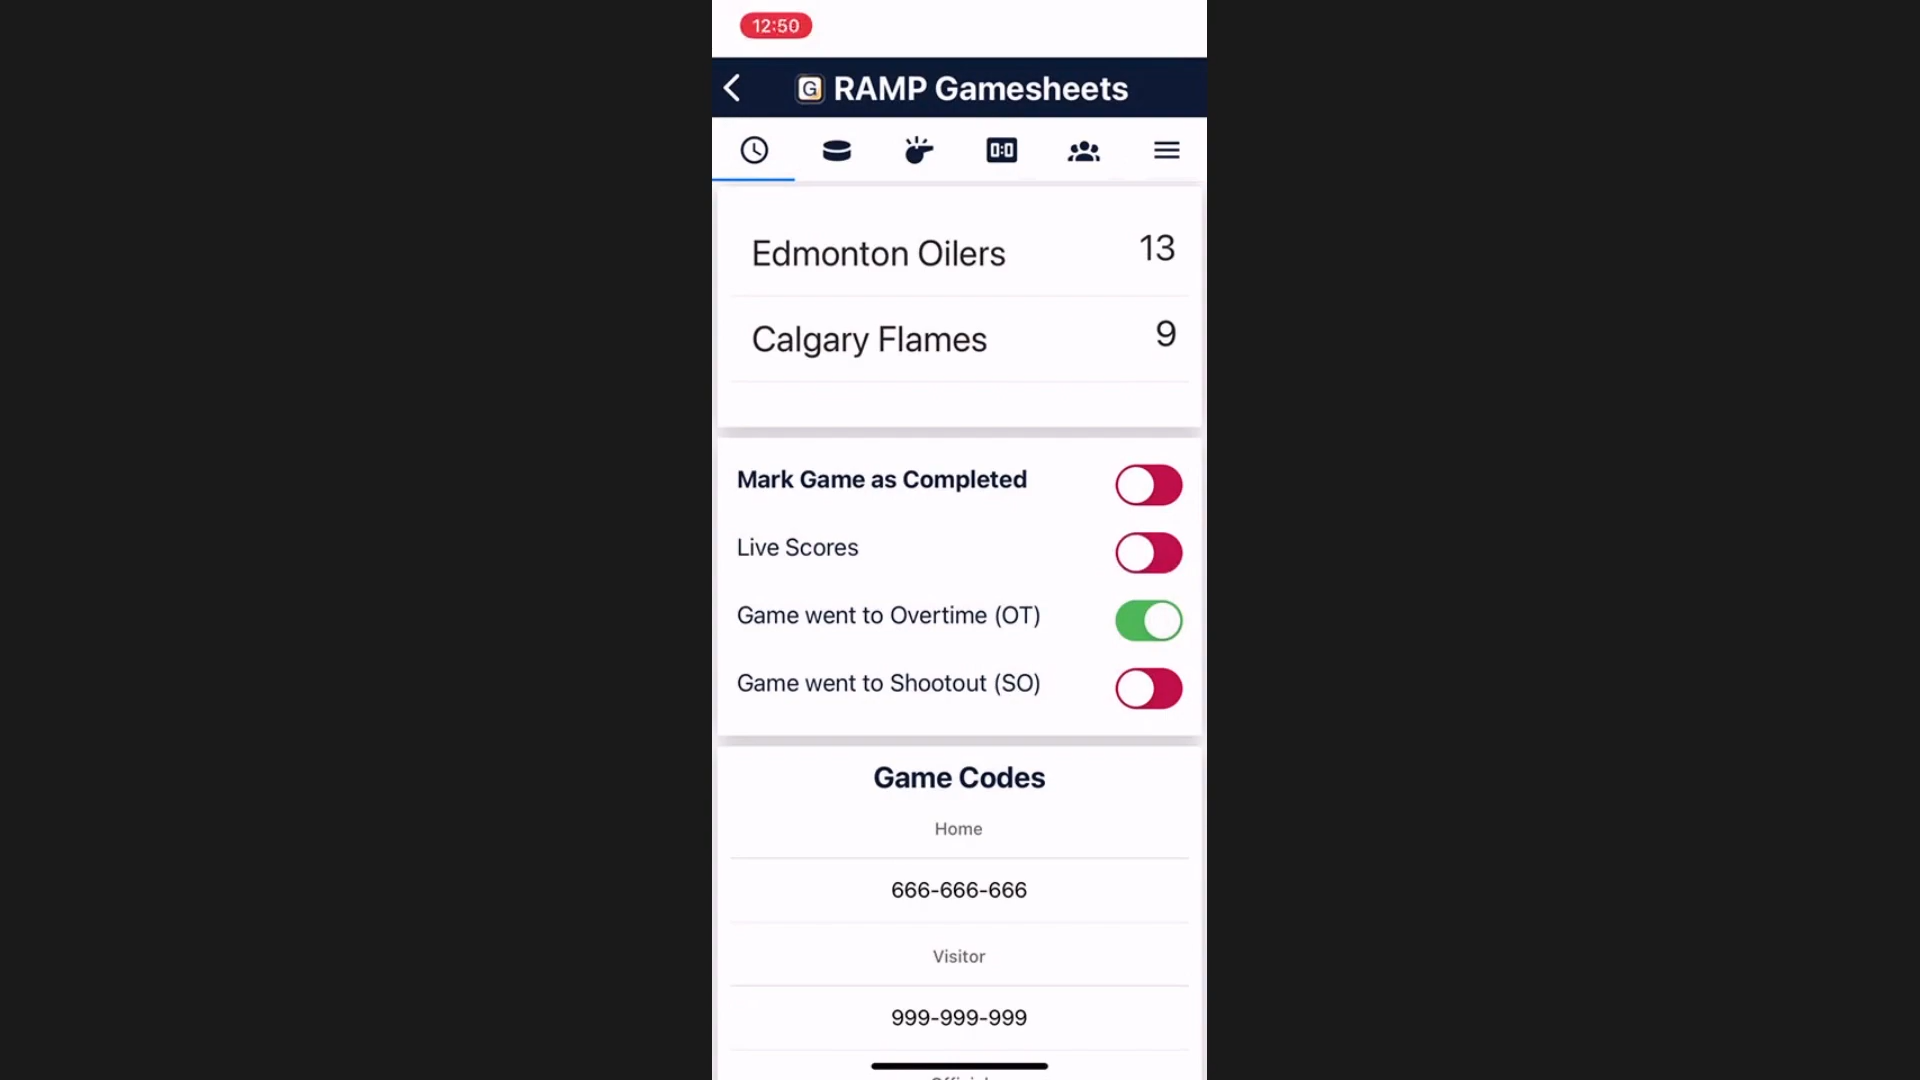 12:50
G RAMP Gamesheets
0:0
Edmonton Oilers 13
Calgary Flames 9
Mark Game as Completed
Live Scores
Game went to Overtime (OT)
Game went to Shootout (SO)
Game Codes
Home
666-666-666
Visitor
999-999-999